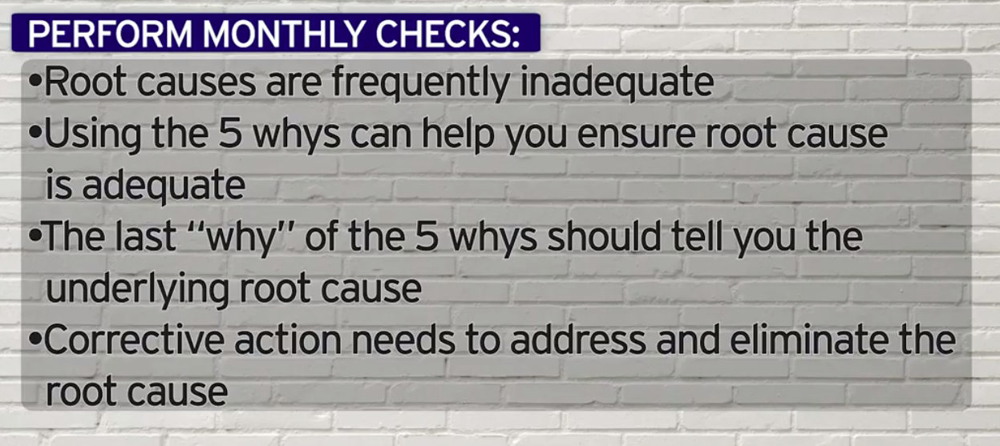 PERFORM MONTHLY CHECKS:
•Root causes are frequently inadequate
•Using the 5 whys can help you ensure root cause
is adequate
•The last “why” of the 5 whys should tell you the
underlying root cause
•Corrective action needs to address and eliminate the
root cause